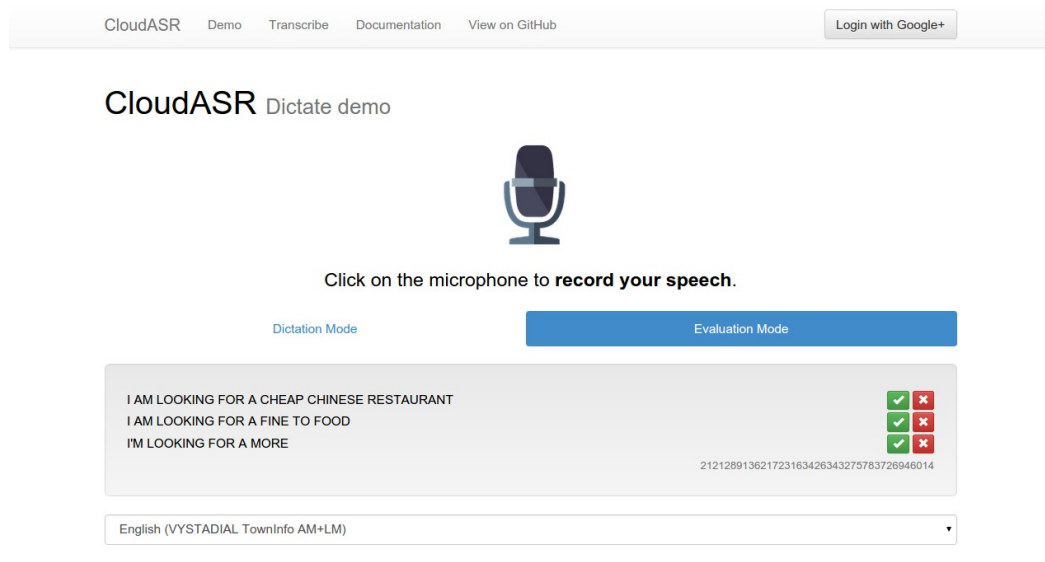 CloudASR Demo Transcribe Documentation View on GitHub Login with Google+
CloudASR Dictate demo
Click on the microphone to record your speech.
Dictation Mode Evaluation Mode
I AM LOOKING FOR A CHEAP CHINESE RESTAURANT
I AM LOOKING FOR A FINE TO FOOD
I'M LOOKING FOR A MORE
212128913621723163426343275783726946014
English (VYSTADIAL TownInfo AM+LM)